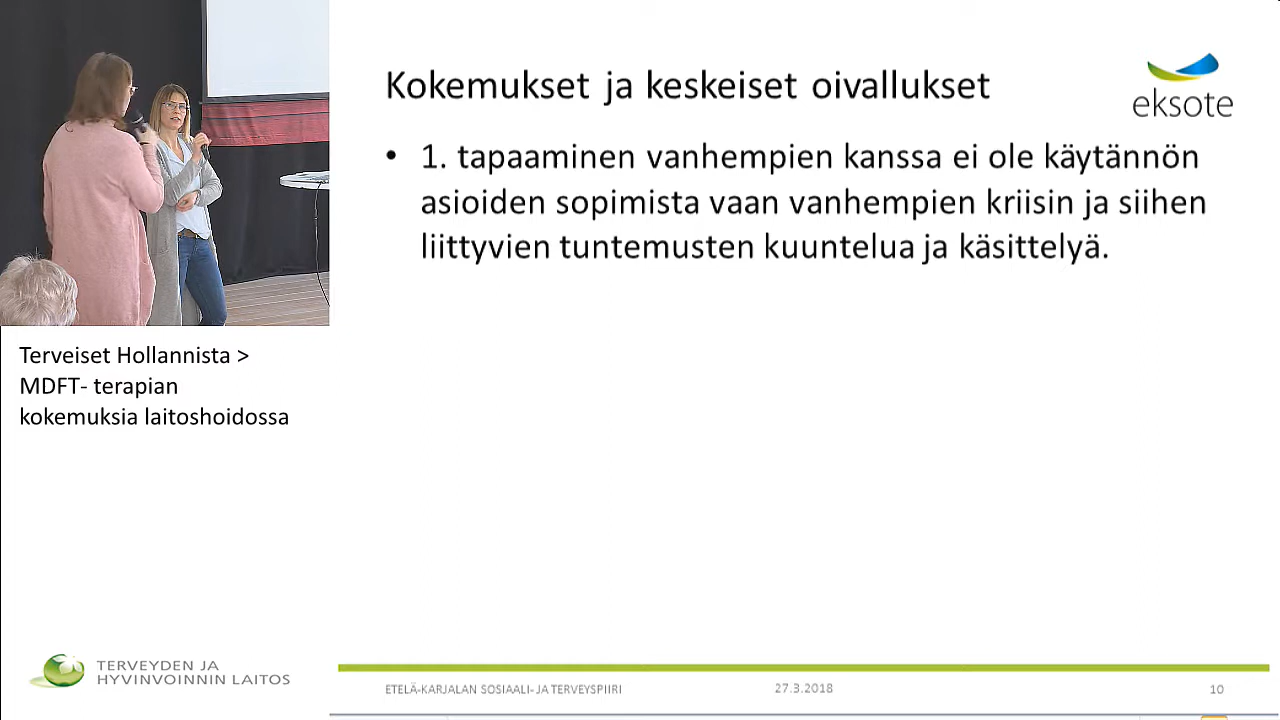 Kokemukset ja keskeiset oivallukset
eksote
• 1. tapaaminen vanhempien kanssa ei ole käytännön
asioiden sopimista vaan vanhempien kriisin ja siihen
liittyvien tuntemusten kuuntelua ja käsittelyä.
Terveiset Hollannista >
MDFT- terapian
kokemuksia laitoshoidossa
TERVEYDEN JA
HYVINVOINNIN LAITOS
ETELÄ-KARJALAN SOSIAALI- JA TERVEYSPIIRI
27.3.2018
10